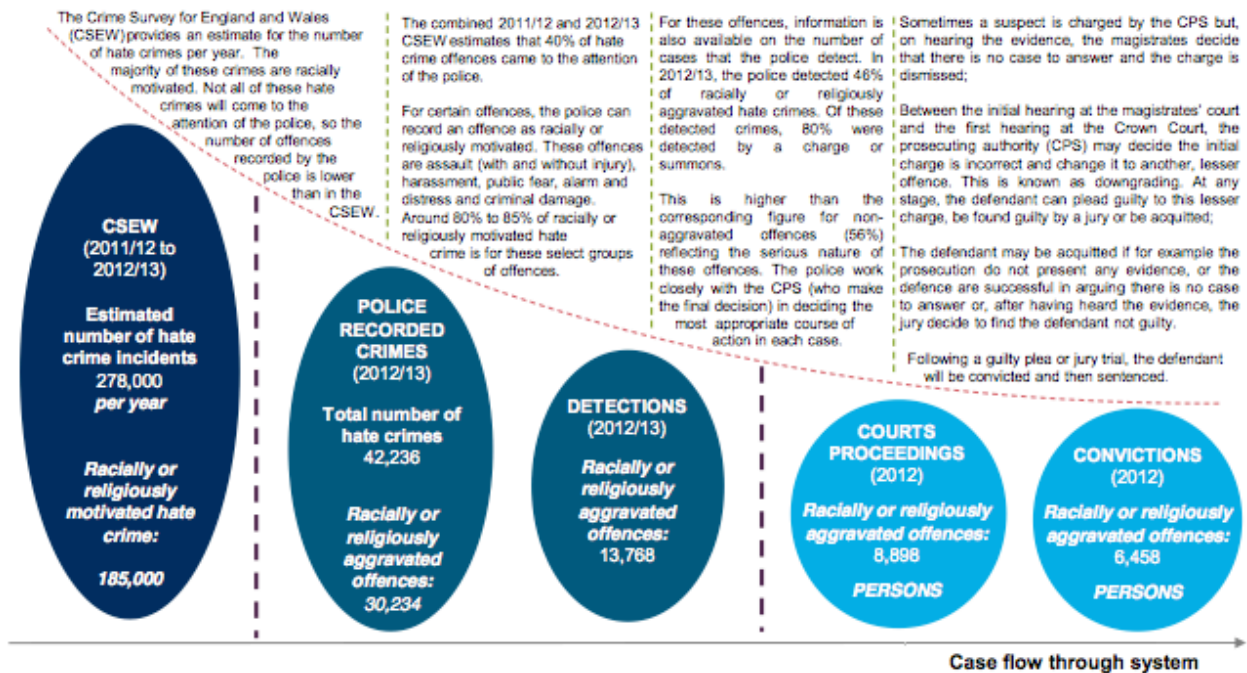 The Crime Survey for England and Wales
(CSEW) provides an estimate for the number
of hate crimes per year. The
majority of these crimes are racially
motivated. Not all of these hate
crimes will come to the
attention of the police, so the
number of offences
recorded by the
police is lower
than in the
CSEW.
The combined 2011/12 and 2012/13
CSEW estimates that 40% of hate
crime offences came to the attention
of the police.
For certain offences, the police can
record an offence as racially or
religiously motivated. These offences
are assault (with and without injury),
harassment, public fear, alarm and
distress and criminal damage.
Around 80% to 85% of racially or
religiously motivated hate
crime is for these select groups
of offences.
For these offences, information is
also available on the number of
cases that the police detect. In
2012/13, the police detected 46%
of racially or religiously
aggravated hate crimes. Of these
detected crimes, 80% were
detected by a charge or
summons.
This is higher than the
corresponding figure for non-
aggravated offences (56%)
reflecting the serious nature of
these offences. The police work
closely with the CPS (who make
the final decision) in deciding the
most appropriate course of
action in each case.
Sometimes a suspect is charged by the CPS but,
on hearing the evidence, the magistrates decide
that there is no case to answer and the charge is
dismissed;
Between the initial hearing at the magistrates' court
and the first hearing at the Crown Court, the
prosecuting authority (CPS) may decide the initial
charge is incorrect and change it to another, lesser
offence. This is known as downgrading. At any
stage, the defendant can plead guilty to this lesser
charge, be found guilty by a jury or be acquitted;
The defendant may be acquitted if for example the
prosecution do not present any evidence, or the
defence are successful in arguing there is no case
to answer or, after having heard the evidence, the
jury decide to find the defendant not guilty.
Following a guilty plea or jury trial, the defendant
will be convicted and then sentenced.
CSEW
(2011/12 to
2012/13)
Estimated
number of hate
crime incidents
278,000
per year
Racially or
religiously
motivated hate
crime:
185,000
POLICE
RECORDED
CRIMES
(2012/13)
Total number of
hate crimes
42,236
Racially or
religiously
aggravated
offences:
30,234
DETECTIONS
(2012/13)
Racially or
religiously
aggravated
offences:
13,768
COURTS
PROCEEDINGS
(2012)
Racially or religiously
aggravated offences:
8,898
PERSONS
CONVICTIONS
(2012)
Racially or religiously
aggravated offences:
6,458
PERSONS
Case flow through system